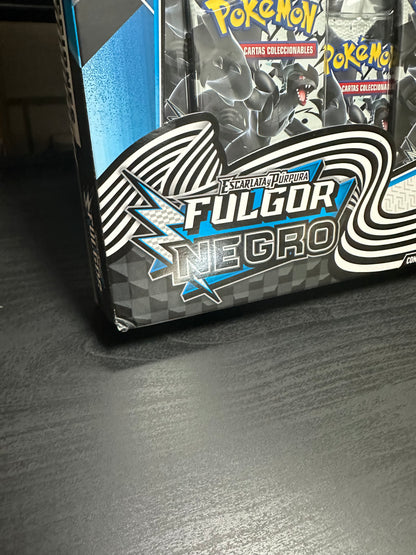 POKÉMON
CARTAS COLECCIONABLES
POKÉMON
CARTAS COLECCIONABLES
ESCARLATA Y PÚRPURA
FULGOR
NEGRO